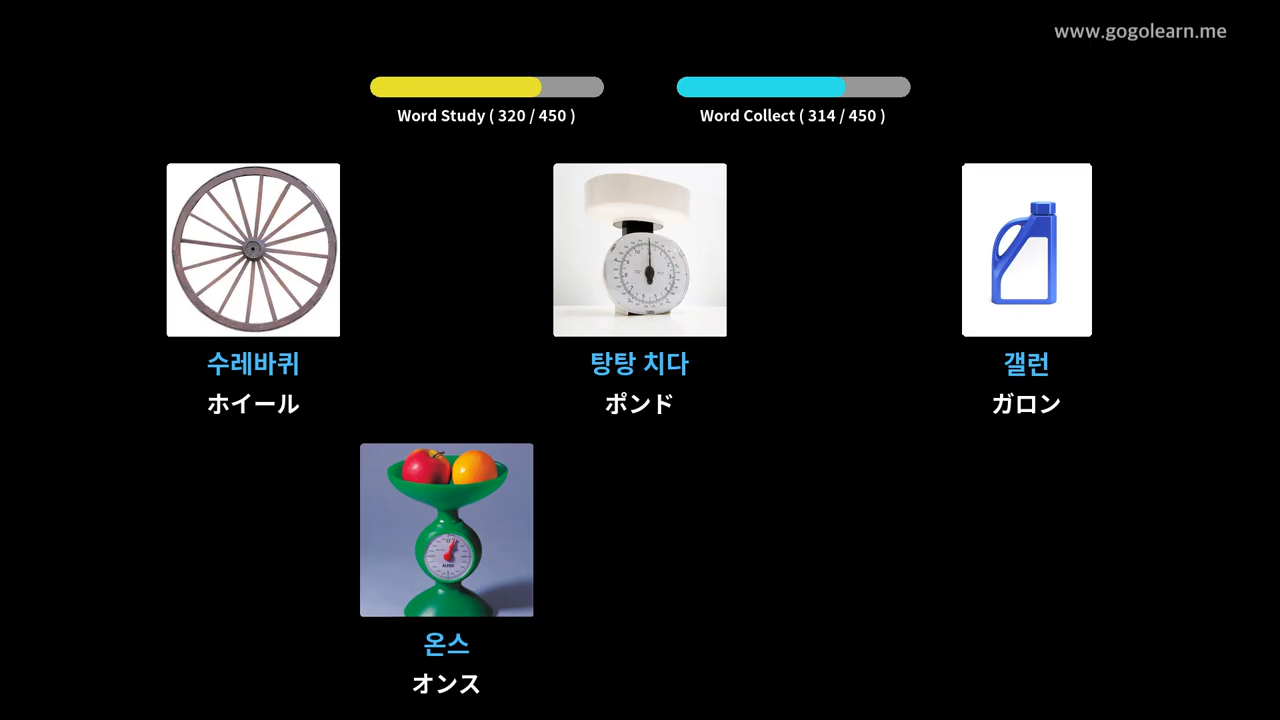 www.gogolearn.me
Word Study ( 320 / 450 )
Word Collect ( 314 / 450 )
수레바퀴
ホイール
탕탕 치다
ポンド
갤런
ガロン
온스
オンス